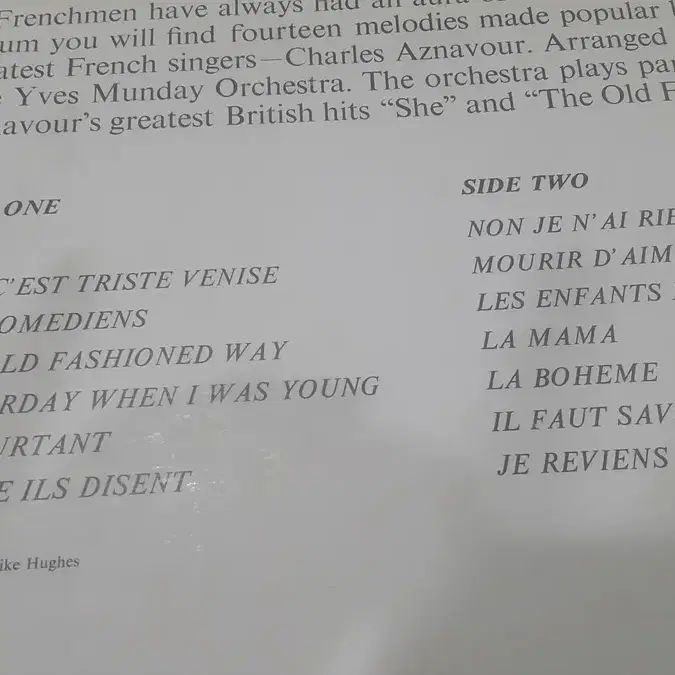 Frenchmen have always had an aura
um you will find fourteen melodies made popular
atest French singers—Charles Aznavour. Arranged
Yves Munday Orchestra. The orchestra plays
avour's greatest British hits “She” and “The Old F
ONE
C'EST TRISTE VENISE
OMEDIENS
LD FASHIONED WAY
RDAY WHEN I WAS YOUNG
URTANT
E ILS DISENT
ike Hughes
SIDE TWO
NON JE N'AI RIE
MOURIR D'AIM
LES ENFANTS
LA MAMA
LA BOHEME
IL FAUT SAV
JE REVIENS